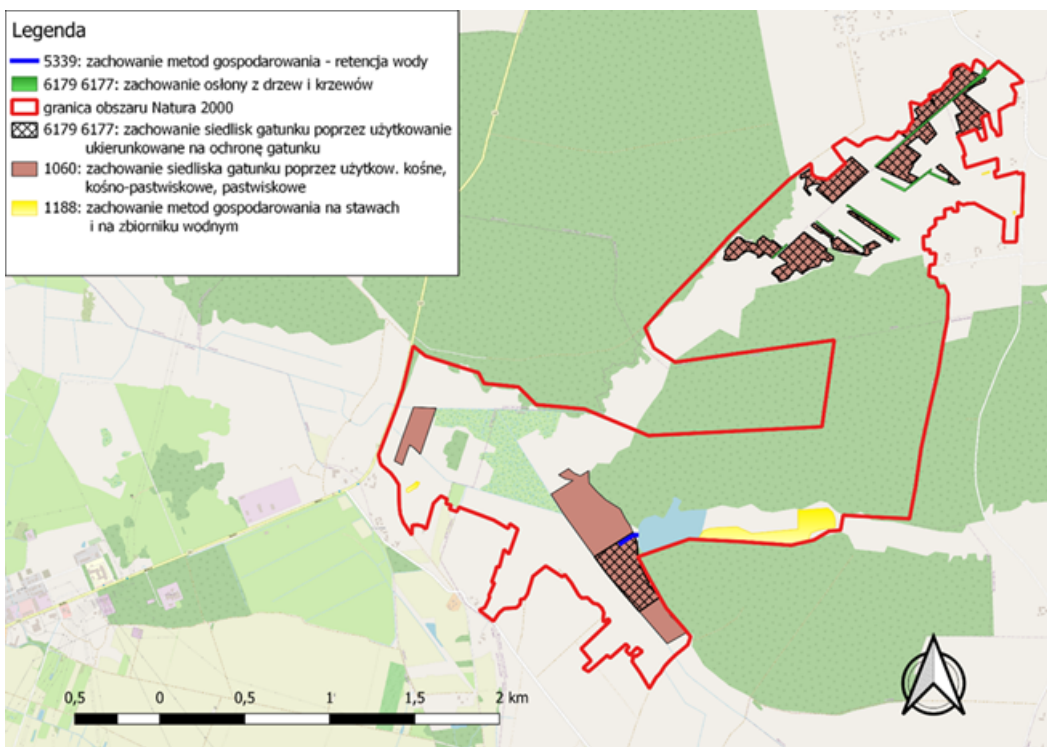 Legenda
5339: zachowanie metod gospodarowania - retencja wody
6179 6177: zachowanie osłony z drzew i krzewów
granica obszaru Natura 2000
6179 6177: zachowanie siedlisk gatunku poprzez użytkowanie
ukierunkowane na ochronę gatunku
1060: zachowanie siedliska gatunku poprzez użytkow. kośne,
kośno-pastwiskowe, pastwiskowe
1188: zachowanie metod gospodarowania na stawach
i na zbiorniku wodnym
0,5 0 0,5 1 1,5 2 km